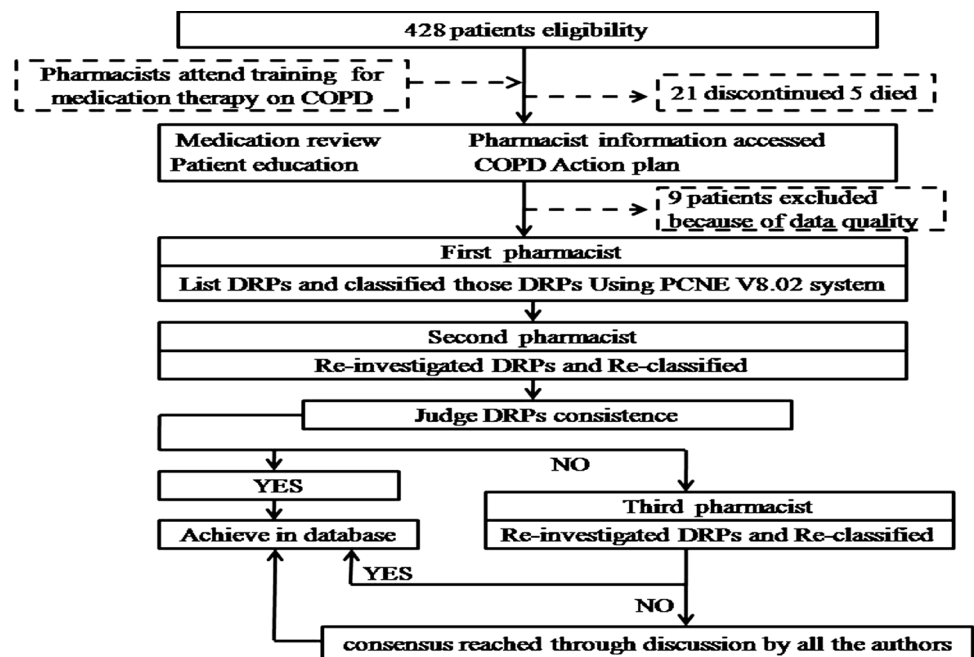 428 patients eligibility
Pharmacists attend training for
medication therapy on COPD
21 discontinued 5 died
Medication review Pharmacist information accessed
Patient education COPD Action plan
9 patients excluded
because of data quality
First pharmacist
List DRPs and classified those DRPs Using PCNE V8.02 system
Second pharmacist
Re-investigated DRPs and Re-classified
Judge DRPs consistence
NO
YES
Third pharmacist
Re-investigated DRPs and Re-classified
Achieve in database
YES
NO
consensus reached through discussion by all the authors